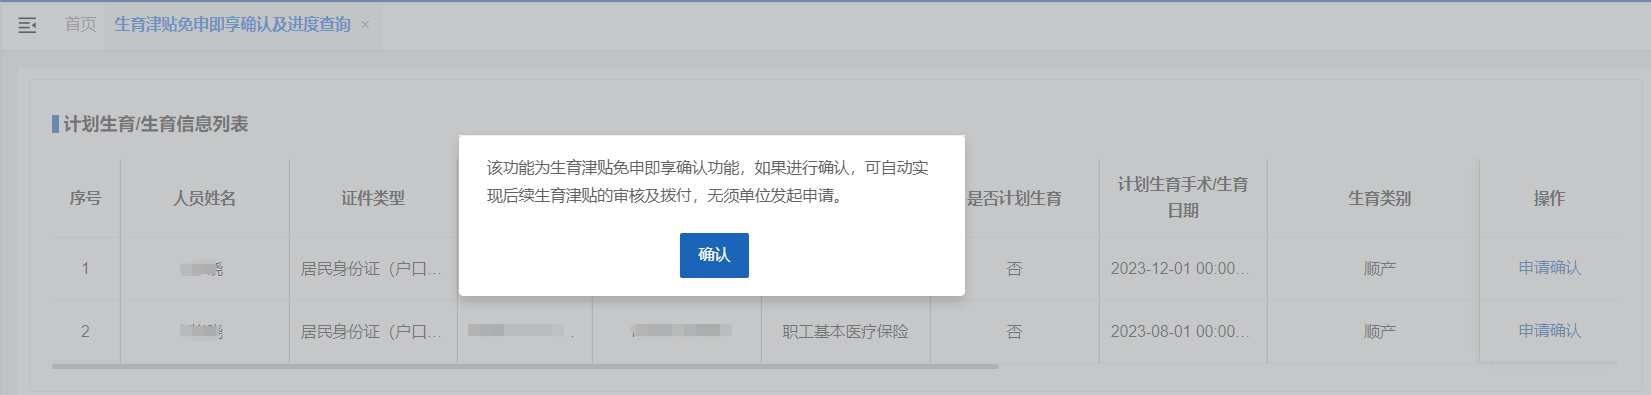 首页 生育津贴免申即享确认及进度查询 ×
计划生育/生育信息列表
该功能为生育津贴免申即享确认功能，如果进行确认，可自动实
现后续生育津贴的审核及拨付，无须单位发起申请。
确认
序号 人员姓名 证件类型 是否计划生育 计划生育手术/生育
日期 生育类别 操作
1 晓 居民身份证（户口... 否 2023-12-01 00:00... 顺产 申请确认
2 晓 居民身份证（户口... 职工基本医疗保险 否 2023-08-01 00:00... 顺产 申请确认